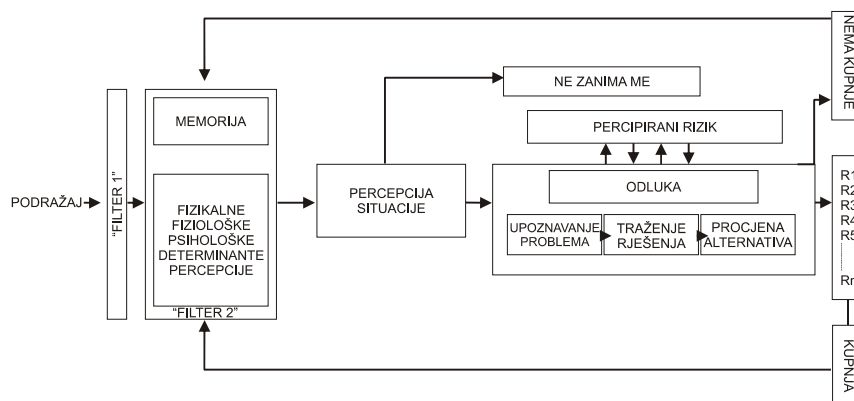 PODRAŽAJ
“FILTER 1”
MEMORIJA
FIZIKALNE
FIZIOLOŠKE
PSIHOLOŠKE
DETERMINANTE
PERCEPCIJE
“FILTER 2”
PERCEPCIJA
SITUACIJE
NE ZANIMA ME
PERCIPIRANI RIZIK
ODLUKA
UPOZNAVANJE
PROBLEMA
TRAŽENJE
RJEŠENJA
PROCJENA
ALTERNATIVA
NEMA KUPNJE
R1
R2
R3
R4
R5
KUPNJA